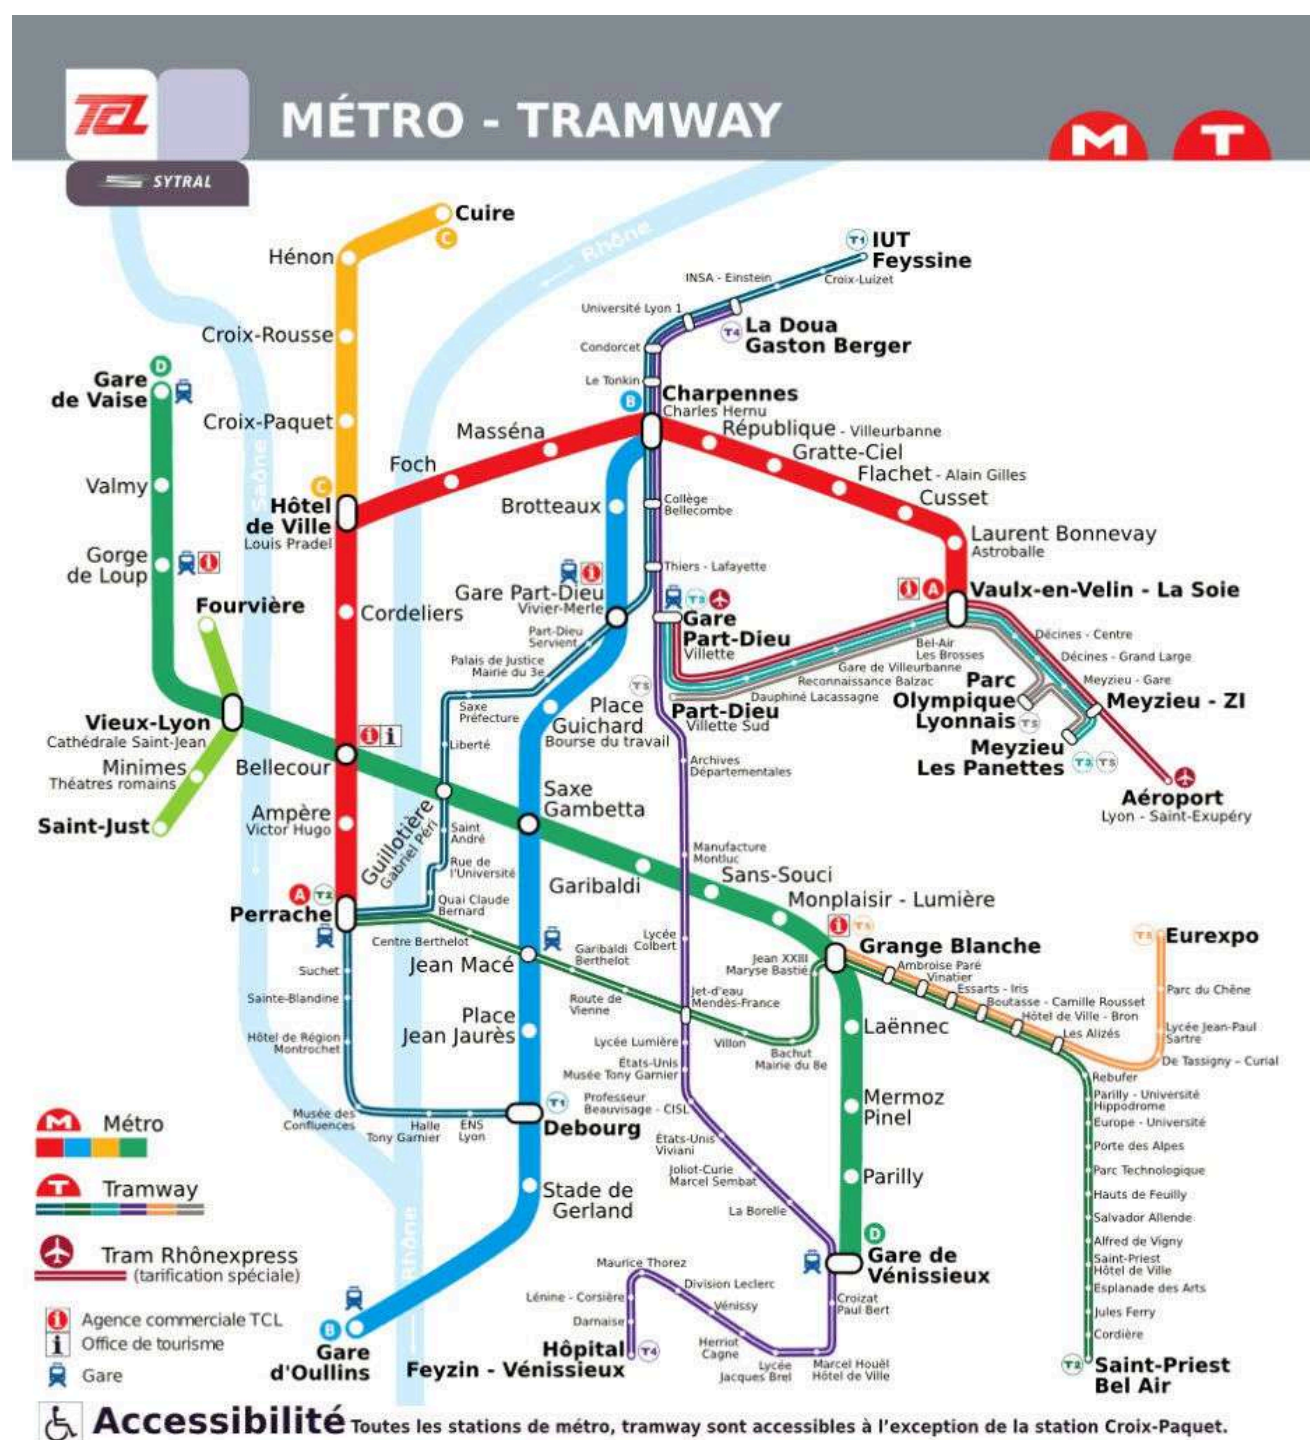 TCL
SYTRAL
MÉTRO - TRAMWAY
M
T
Cuire
C
Rhône
T1
IUT
Feyssine
Hénon
INSA - Einstein
Croix-Luizet
Université Lyon 1
T4
La Doua
Gaston Berger
Croix-Rousse
Condorcet
D
Gare
de Vaise
Le Tonkin
B
Charpennes
Charles Hernu
Croix-Paquet
Masséna
République - Villeurbanne
Gratte-Ciel
Foch
Flachet - Alain Gilles
Saône
Valmy
C
Hôtel
de Ville
Louis Pradel
Brotteaux
Collège
Bellecombe
Cusset
Laurent Bonnevay
Astroballe
Gorge
de Loup
Thiers - Lafayette
Gare Part-Dieu
Vivier-Merle
T3
A
Vaulx-en-Velin - La Soie
Fourvière
Cordeliers
Gare
Part-Dieu
Villette
Part-Dieu
Servient
Palais de Justice
Mairie du 3e
Bel-Air
Les Brosses
Gare de Villeurbanne
Reconnaissance Balzac
Dauphiné Lacassagne
Décines - Centre
Décines - Grand Large
Meyzieu - Gare
Parc
Olympique
Lyonnais
Meyzieu - ZI
Part-Dieu
Villette Sud
Saxe
Préfecture
Place
Guichard
Bourse du travail
Vieux-Lyon
Cathédrale Saint-Jean
Liberté
Meyzieu
Les Panettes
T3
Minimes
Théatres romains
Bellecour
Archives
Départementales
Saxe
Gambetta
Aéroport
Lyon - Saint-Exupéry
Saint-Just
Ampère
Victor Hugo
Guillotière
Gabriel Péri
Saint
André
Rue de
l'Université
Manufacture
Montluc
Garibaldi
Sans-Souci
Monplaisir - Lumière
A
T2
Perrache
Quai Claude
Bernard
Centre Berthelot
Jean Macé
Garibaldi
Berthelot
Lycée
Colbert
Jean XXIII
Maryse Bastié
Grange Blanche
Eurexpo
Suchet
Sainte-Blandine
Ambroise Paré
Vinatier
Essarts - Iris
Boutasse - Camille Rousset
Hôtel de Ville - Bron
Les Alizés
Parc du Chêne
Route de
Vienne
Jet-d'eau
Mendès-France
Place
Jean Jaurès
Laënnec
Lycée Jean-Paul
Sartre
De Tassigny – Curial
Hôtel de Région
Montrochet
Lycée Lumière
Villon
Bachut
Mairie du 8e
États-Unis
Musée Tony Garnier
Rebufer
Parilly - Université
Hippodrome
Europe - Université
Porte des Alpes
Parc Technologique
Hauts de Feuilly
Salvador Allende
Alfred de Vigny
Saint-Priest
Hôtel de Ville
Esplanade des Arts
Jules Ferry
Cordière
T2
Saint-Priest
Bel Air
Mermoz
Pinel
Musée des
Confluences
Halle
Tony Garnier
ENS
Lyon
T1
Debourg
Professeur
Beauvisage - CISL
États-Unis
Viviani
Joliot-Curie
Marcel Sembat
Parilly
La Borelle
Stade de
Gerland
D
Gare de
Vénissieux
Rhône
Maurice Thorez
Division Leclerc
Lénine - Corsière
Vénissy
Croizat
Paul Bert
Darnaise
Herriot
Cagne
Lycée
Jacques Brel
Marcel Houël
Hôtel de Ville
Hôpital
Feyzin - Vénissieux
T4
B
Gare
d'Oullins
M
Métro
T
Tramway
Tram Rhônexpress
(tarification spéciale)
i
Agence commerciale TCL
i
Office de tourisme
Gare
Accessibilité Toutes les stations de métro, tramway sont accessibles à l'exception de la station Croix-Paquet.